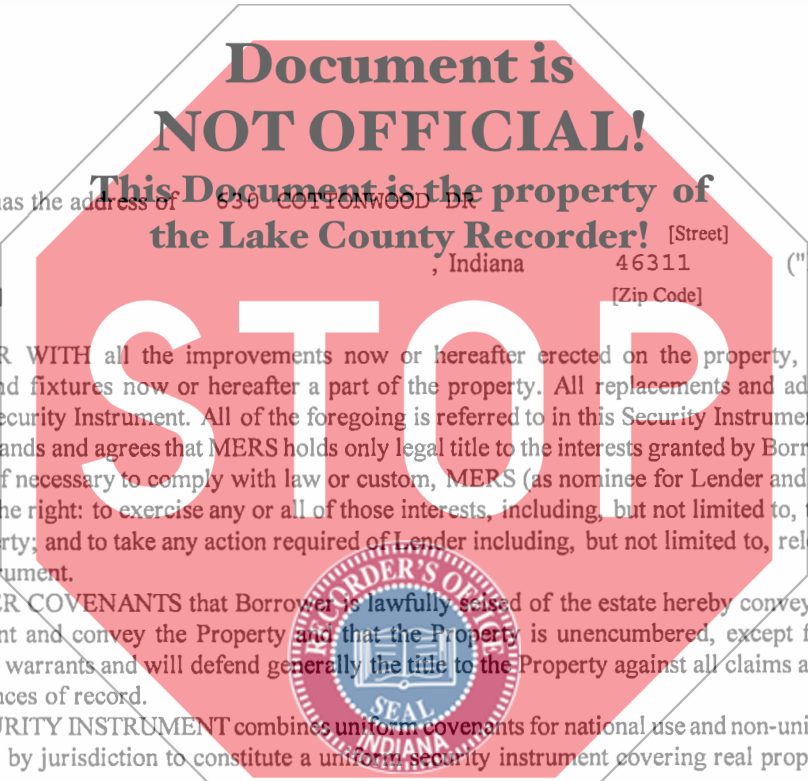 Document is
NOT OFFICIAL!
This Document is the property of
the Lake County Recorder!
as the address of 630 COTTONWOOD DR
[Street]
, Indiana 46311 ("
]
[Zip Code]
STOP
R WITH all the improvements now or hereafter erected on the property,
nd fixtures now or hereafter a part of the property. All replacements and ad
ecurity Instrument. All of the foregoing is referred to in this Security Instrume
ands and agrees that MERS holds only legal title to the interests granted by Borr
f necessary to comply with law or custom, MERS (as nominee for Lender and
he right: to exercise any or all of those interests, including, but not limited to, t
rty; and to take any action required of Lender including, but not limited to, rel
ument.
ER COVENANTS that Borrower is lawfully seised of the estate hereby convey
nt and convey the Property and that the Property is unencumbered, except f
warrants and will defend generally the title to the Property against all claims a
nces of record.
URITY INSTRUMENT combines uniform covenants for national use and non-uni
by jurisdiction to constitute a uniform security instrument covering real prop
RECORDER'S OFFICE
SEAL
INDIANA